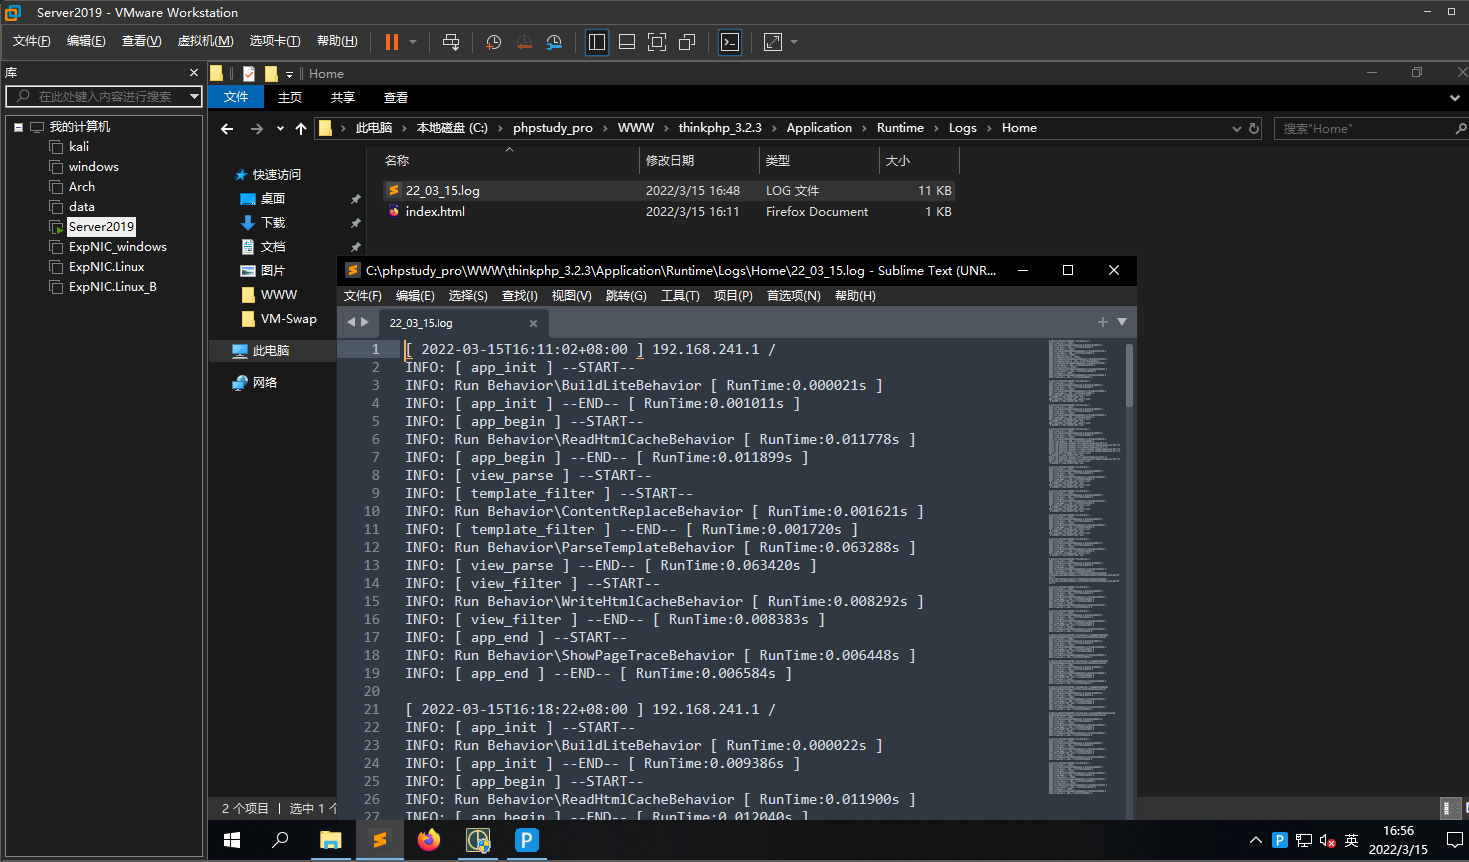 Server2019 - VMware Workstation
文件(F) 编辑(E) 查看(V) 虚拟机(M) 选项卡(T) 帮助(H)
库
在此处键入内容进行搜索
我的计算机
kali
windows
Arch
data
Server2019
ExpNIC_windows
ExpNIC.Linux
ExpNIC.Linux_B
Home
文件 主页 共享 查看
此电脑 本地磁盘 (C:) phpstudy_pro WWW thinkphp_3.2.3 Application Runtime Logs Home
搜索"Home"
快速访问
桌面
下载
文档
图片
WWW
VM-Swap
此电脑
网络
名称 修改日期 类型 大小
22_03_15.log 2022/3/15 16:48 LOG 文件 11 KB
index.html 2022/3/15 16:11 Firefox Document 1 KB
C:\phpstudy_pro\WWW\thinkphp_3.2.3\Application\Runtime\Logs\Home\22_03_15.log - Sublime Text (UNR...
文件(F) 编辑(E) 选择(S) 查找(I) 视图(V) 跳转(G) 工具(T) 项目(P) 首选项(N) 帮助(H)
22_03_15.log
1 [ 2022-03-15T16:11:02+08:00 ] 192.168.241.1 /
2 INFO: [ app_init ] --START--
3 INFO: Run Behavior\BuildLiteBehavior [ RunTime:0.000021s ]
4 INFO: [ app_init ] --END-- [ RunTime:0.001011s ]
5 INFO: [ app_begin ] --START--
6 INFO: Run Behavior\ReadHtmlCacheBehavior [ RunTime:0.011778s ]
7 INFO: [ app_begin ] --END-- [ RunTime:0.011899s ]
8 INFO: [ view_parse ] --START--
9 INFO: [ template_filter ] --START--
10 INFO: Run Behavior\ContentReplaceBehavior [ RunTime:0.001621s ]
11 INFO: [ template_filter ] --END-- [ RunTime:0.001720s ]
12 INFO: Run Behavior\ParseTemplateBehavior [ RunTime:0.063288s ]
13 INFO: [ view_parse ] --END-- [ RunTime:0.063420s ]
14 INFO: [ view_filter ] --START--
15 INFO: Run Behavior\WriteHtmlCacheBehavior [ RunTime:0.008292s ]
16 INFO: [ view_filter ] --END-- [ RunTime:0.008383s ]
17 INFO: [ app_end ] --START--
18 INFO: Run Behavior\ShowPageTraceBehavior [ RunTime:0.006448s ]
19 INFO: [ app_end ] --END-- [ RunTime:0.006584s ]
20
21 [ 2022-03-15T16:18:22+08:00 ] 192.168.241.1 /
22 INFO: [ app_init ] --START--
23 INFO: Run Behavior\BuildLiteBehavior [ RunTime:0.000022s ]
24 INFO: [ app_init ] --END-- [ RunTime:0.009386s ]
25 INFO: [ app_begin ] --START--
26 INFO: Run Behavior\ReadHtmlCacheBehavior [ RunTime:0.011900s ]
27 INFO: [ app_begin ] --END-- [ RunTime:0.012040s ]
2 个项目 选中 1 个
英
16:56
2022/3/15